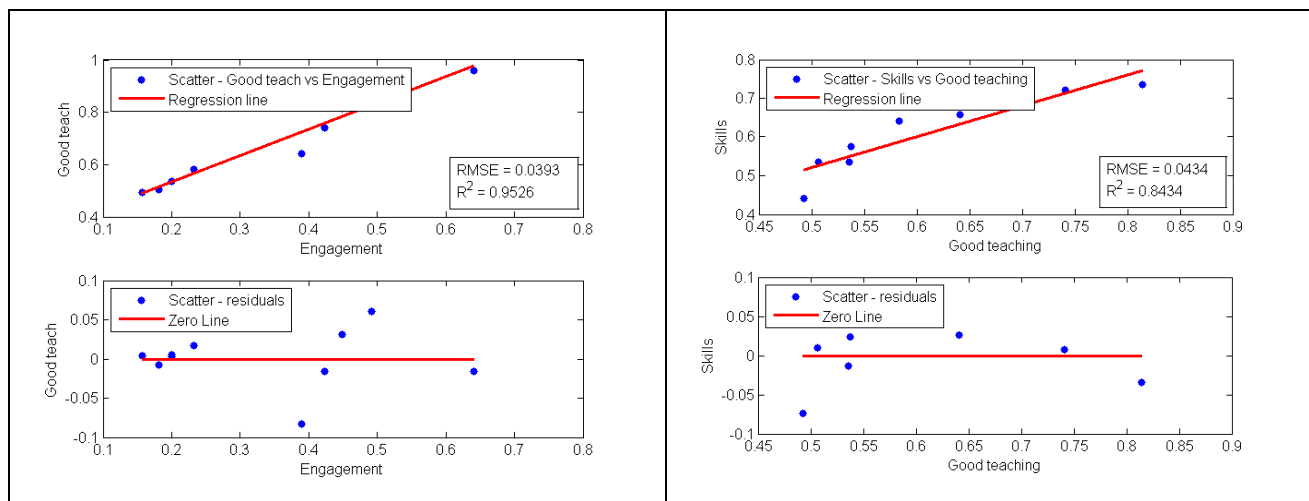 1
0.8
0.6
0.4
Good teach
Scatter - Good teach vs Engagement
Regression line
RMSE = 0.0393
R² = 0.9526
0.1 0.2 0.3 0.4 0.5 0.6 0.7 0.8
Engagement
0.1
0.05
0
-0.05
-0.1
Good teach
Scatter - residuals
Zero Line
0.1 0.2 0.3 0.4 0.5 0.6 0.7 0.8
Engagement
0.8
0.7
0.6
0.5
0.4
Skills
Scatter - Skills vs Good teaching
Regression line
RMSE = 0.0434
R² = 0.8434
0.45 0.5 0.55 0.6 0.65 0.7 0.75 0.8 0.85 0.9
Good teaching
0.1
0.05
0
-0.05
-0.1
Skills
Scatter - residuals
Zero Line
0.45 0.5 0.55 0.6 0.65 0.7 0.75 0.8 0.85 0.9
Good teaching